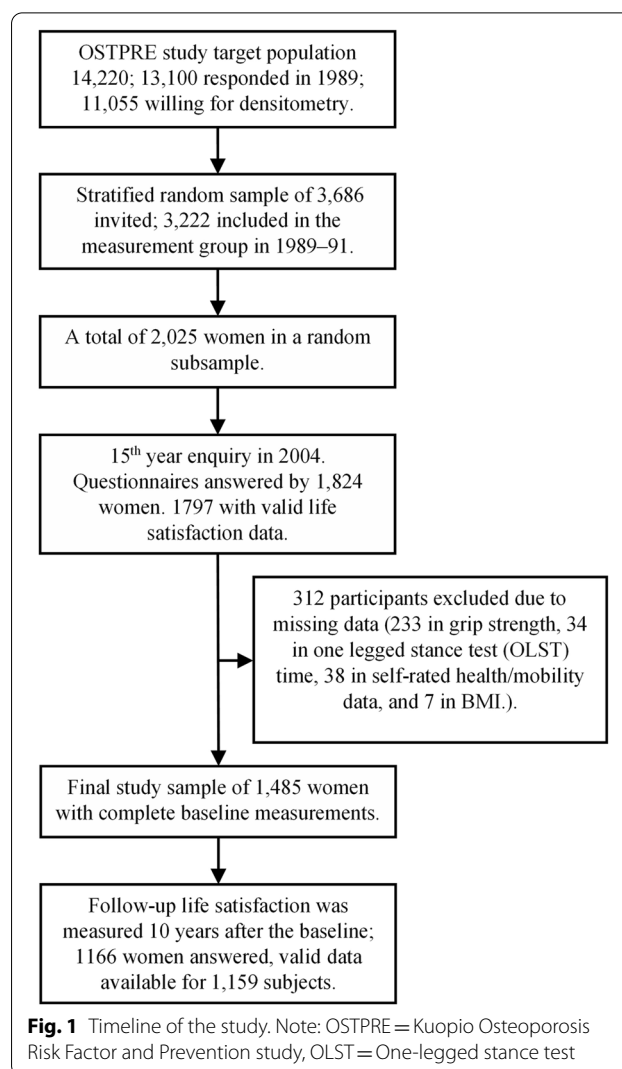 OSTPRE study target population
14,220; 13,100 responded in 1989;
11,055 willing for densitometry.
Stratified random sample of 3,686
invited; 3,222 included in the
measurement group in 1989–91.
A total of 2,025 women in a random
subsample.
15th year enquiry in 2004.
Questionnaires answered by 1,824
women. 1797 with valid life
satisfaction data.
312 participants excluded due to
missing data (233 in grip strength, 34
in one legged stance test (OLST)
time, 38 in self-rated health/mobility
data, and 7 in BMI.).
Final study sample of 1,485 women
with complete baseline measurements.
Follow-up life satisfaction was
measured 10 years after the baseline;
1166 women answered, valid data
available for 1,159 subjects.
Fig. 1 Timeline of the study. Note: OSTPRE = Kuopio Osteoporosis
Risk Factor and Prevention study, OLST = One-legged stance test